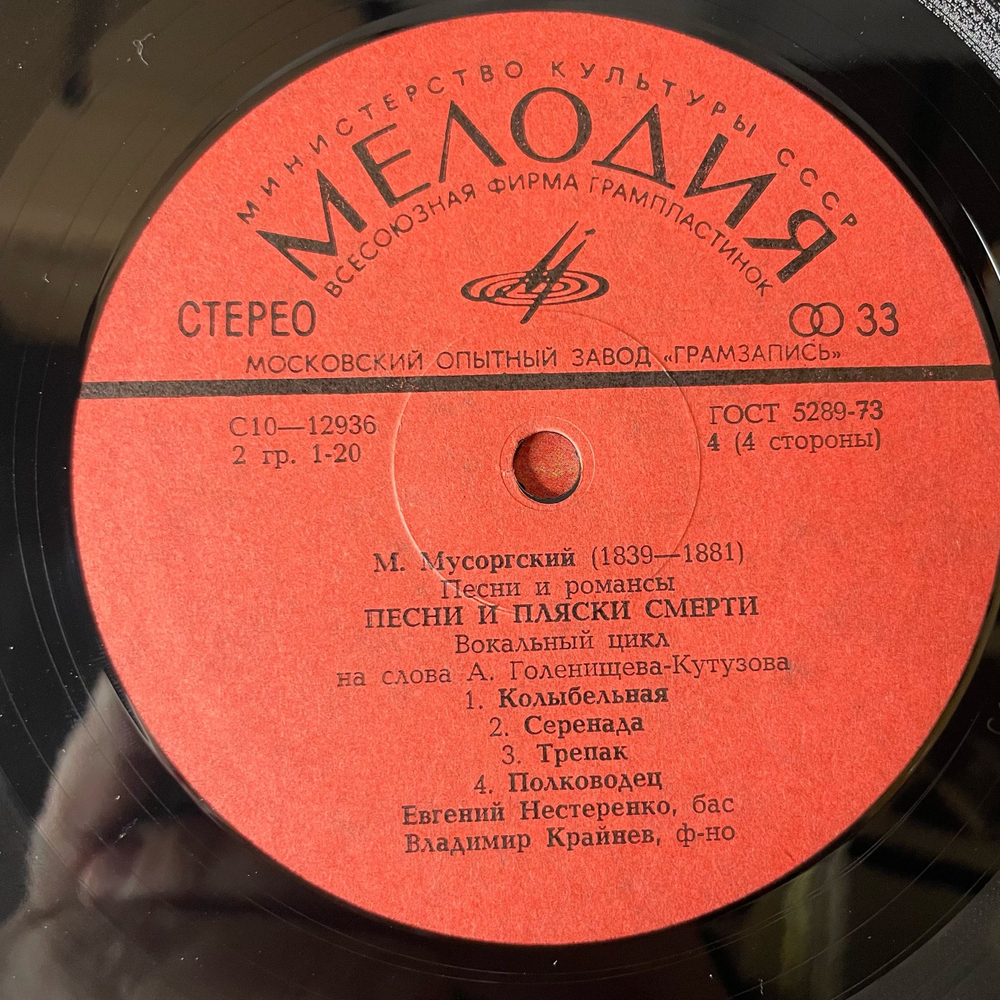 МИНИСТЕРСТВО КУЛЬТУРЫ СССР
МЕЛОДИЯ
ВСЕСОЮЗНАЯ ФИРМА ГРАМПЛАСТИНОК
СТЕРЕО
33
МОСКОВСКИЙ ОПЫТНЫЙ ЗАВОД «ГРАМЗАПИСЬ»
С10—12936
2 гр. 1-20
ГОСТ 5289-73
4 (4 стороны)
М. Мусоргский (1839—1881)
Песни и романсы
ПЕСНИ И ПЛЯСКИ СМЕРТИ
Вокальный цикл
на слова А. Голенищева-Кутузова
1. Колыбельная
2. Серенада
3. Трепак
4. Полководец
Евгений Нестеренко, бас
Владимир Крайнев, ф-но